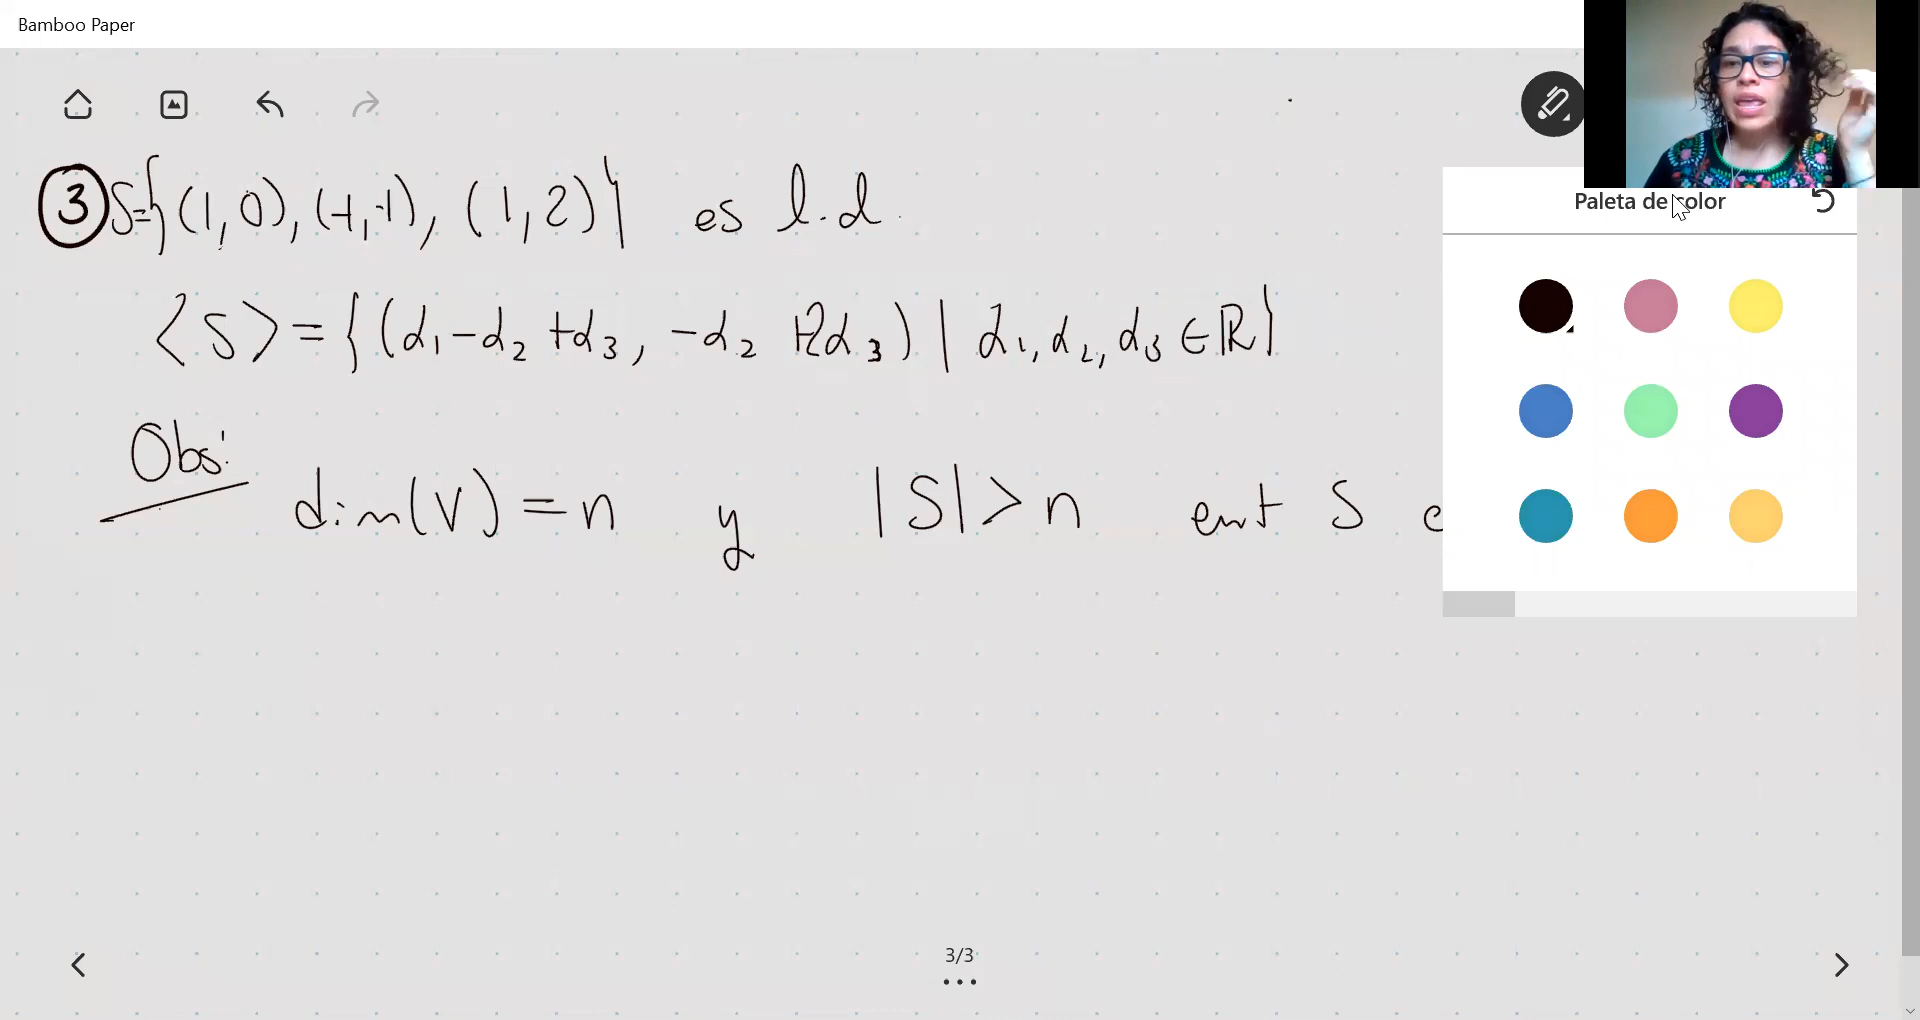 Bamboo Paper
③ S={(1,0),(-1,-1),(1,2)} es l.d.
Paleta de color
⟨S⟩={(α₁-α₂+α₃, -α₂+2α₃) | α₁,α₂,α₃∈ℝ}
Obs:
dim(V)=n y |S|>n ent S e
3/3